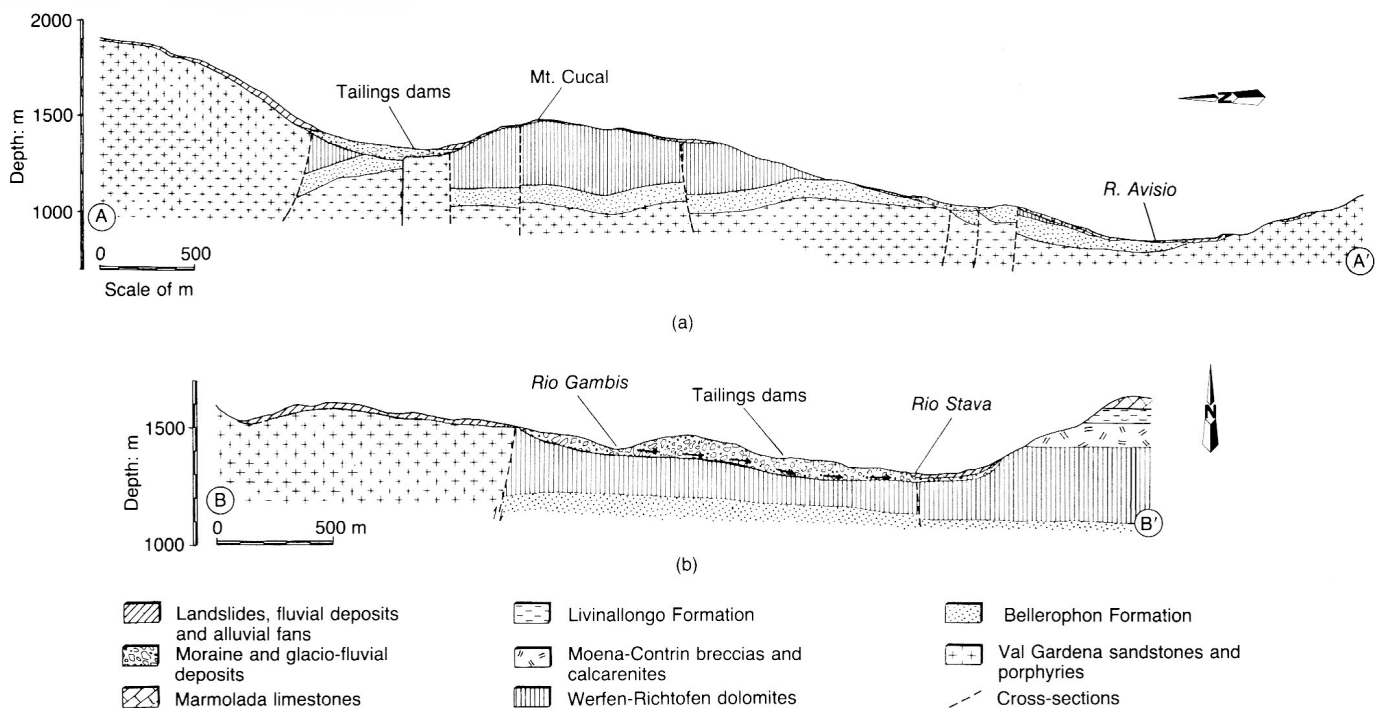 2000
1500
1000
Depth: m
Tailings dams
Mt. Cucal
N
R. Avisio
A
A'
0 500
Scale of m
(a)
1500
1000
Depth: m
Rio Gambis
Tailings dams
Rio Stava
N
B
B'
0 500 m
(b)
Landslides, fluvial deposits
and alluvial fans
Moraine and glacio-fluvial
deposits
Marmolada limestones
Livinallongo Formation
Moena-Contrin breccias and
calcarenites
Werfen-Richtofen dolomites
Bellerophon Formation
Val Gardena sandstones and
porphyries
Cross-sections